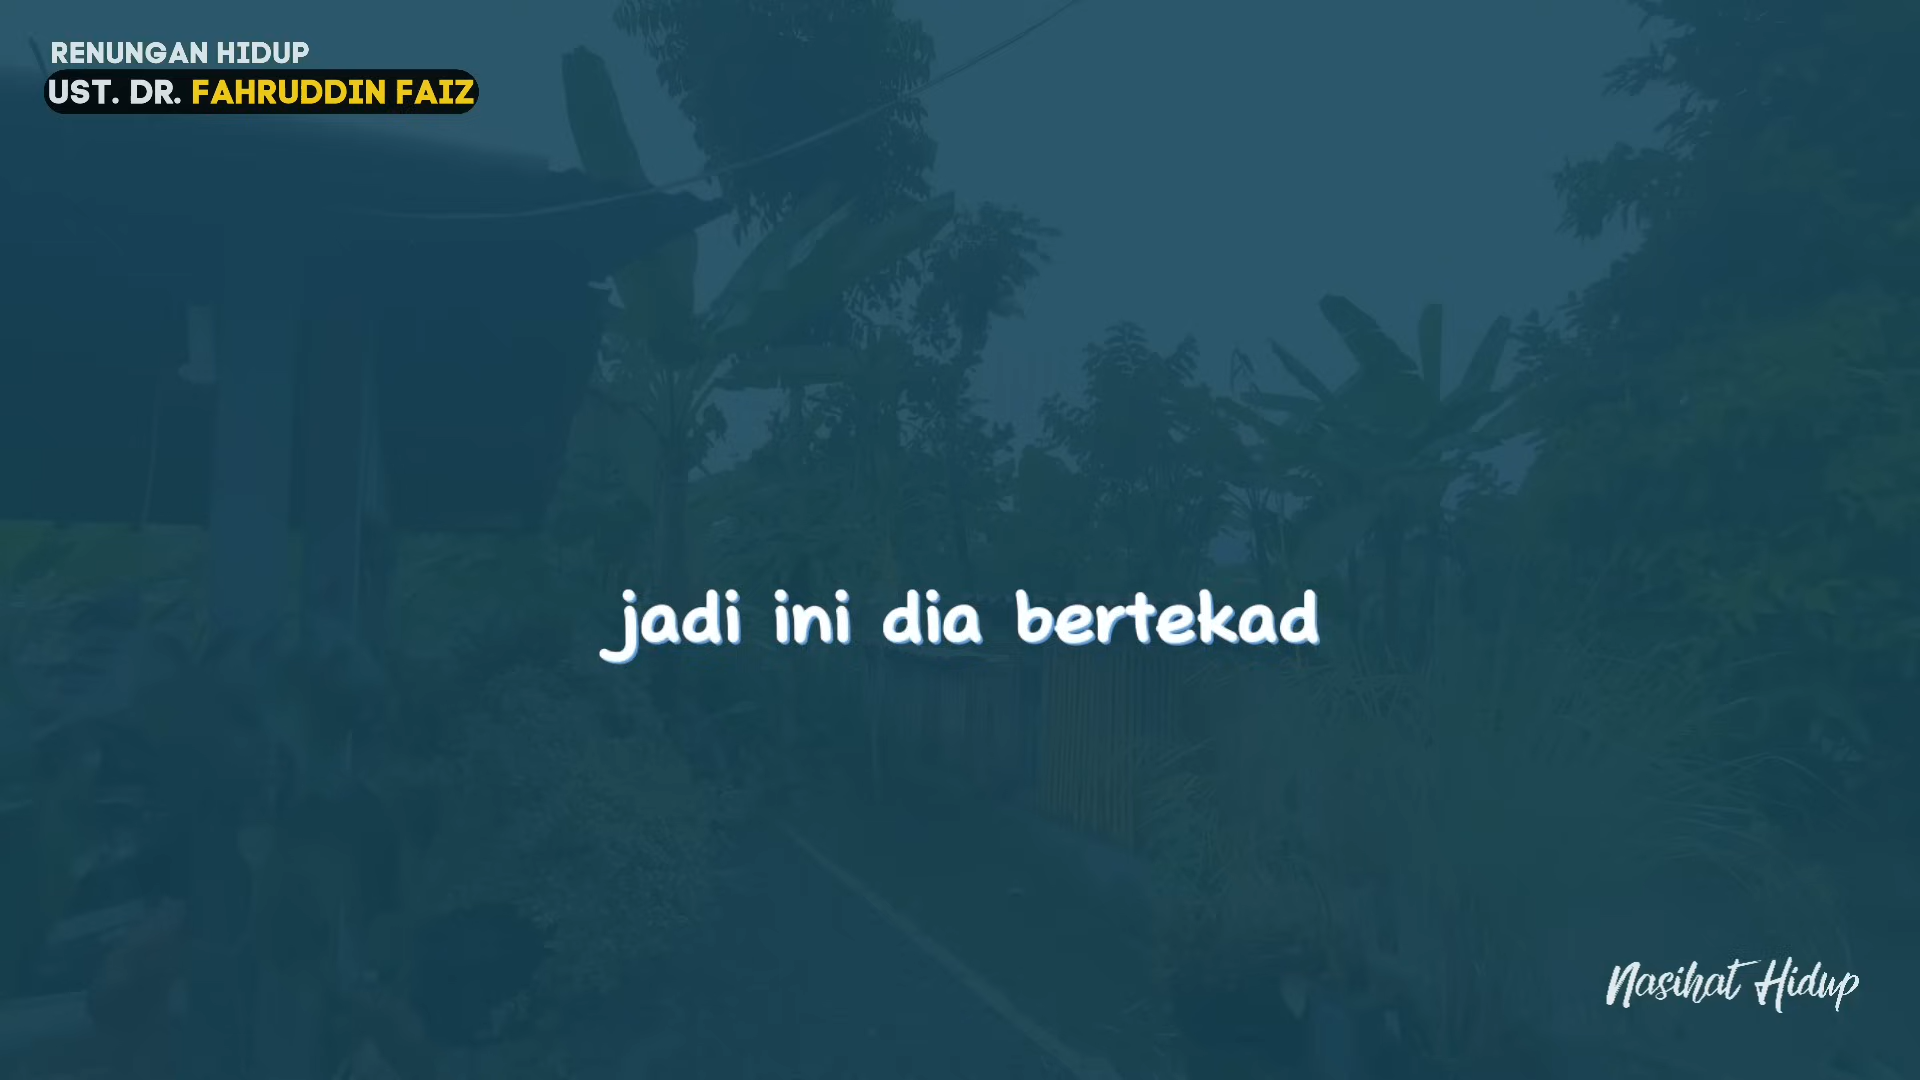 RENUNGAN HIDUP
UST. DR. FAHRUDDIN FAIZ
jadi ini dia bertekad
Nasihat Hidup